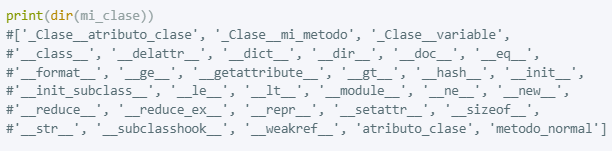 print(dir(mi_clase))
#['_Clase__atributo_clase', '_Clase__mi_metodo', '_Clase__variable',
#'__class__', '__delattr__', '__dict__', '__dir__', '__doc__', '__eq__',
#'__format__', '__ge__', '__getattribute__', '__gt__', '__hash__', '__init__',
#'__init_subclass__', '__le__', '__lt__', '__module__', '__ne__', '__new__',
#'__reduce__', '__reduce_ex__', '__repr__', '__setattr__', '__sizeof__',
#'__str__', '__subclasshook__', '__weakref__', 'atributo_clase', 'metodo_normal']